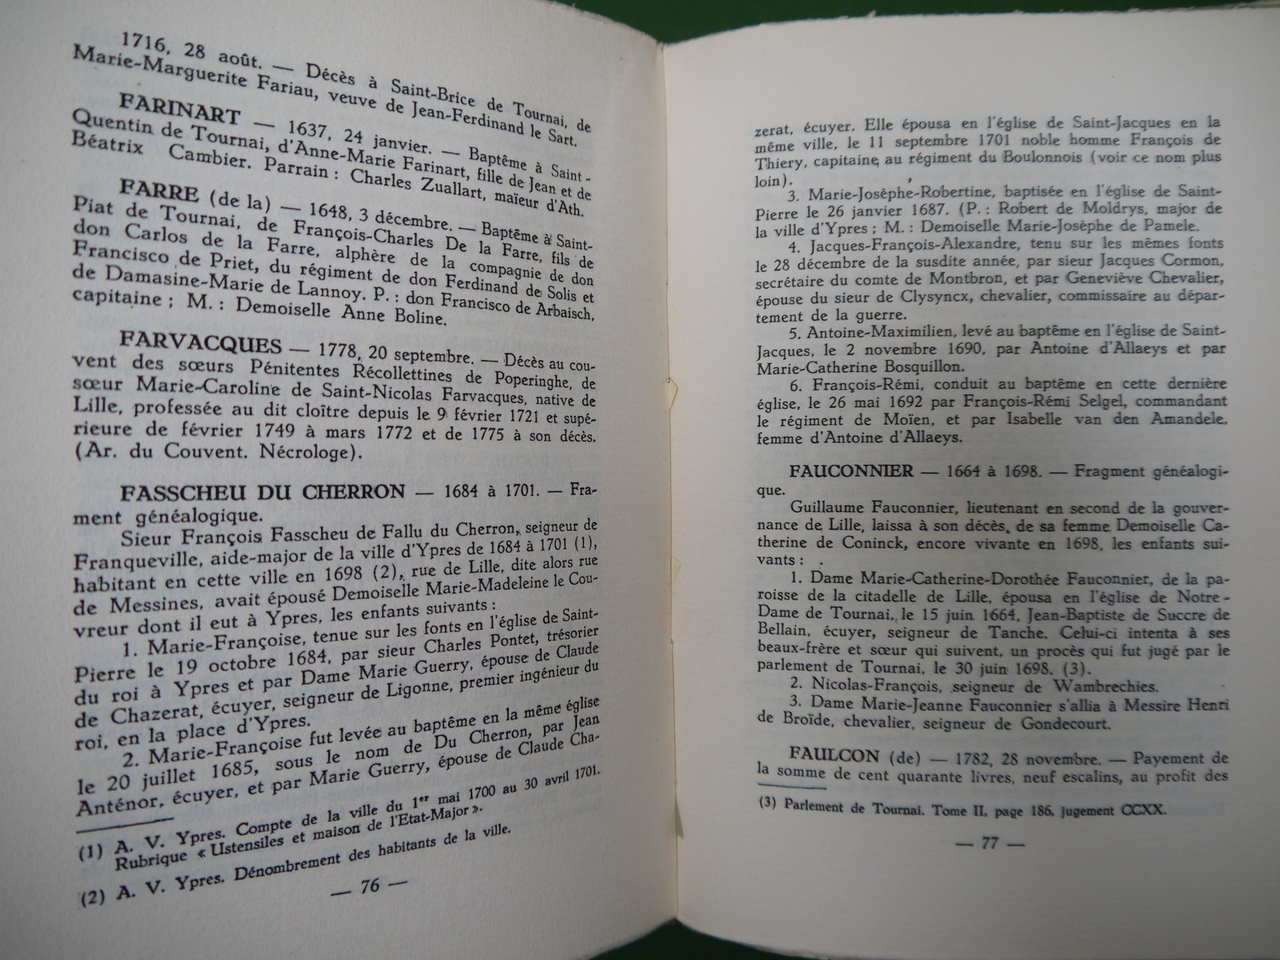 1716, 28 août. — Décès à Saint-Brice de Tournai, de
Marie-Marguerite Fariau, veuve de Jean-Ferdinand le Sart.
FARINART — 1637, 24 janvier. — Baptême à Saint-
Quentin de Tournai, d'Anne-Marie Farinart, fille de Jean et de
Béatrix Cambier. Parrain : Charles Zuallart, maïeur d'Ath.
FARRE (de la) — 1648, 3 décembre. — Baptême à Saint-
Piat de Tournai, de François-Charles De la Farre, fils de
don Carlos de la Farre, alphère de la compagnie de don
Francisco de Priet, du régiment de don Ferdinand de Solis et
de Damasine-Marie de Lannoy. P. : don Francisco de Arbaisch,
capitaine ; M. : Demoiselle Anne Boline.
FARVACQUES — 1778, 20 septembre. — Décès au cou-
vent des sœurs Pénitentes Récollettines de Poperinghe, de
sœur Marie-Caroline de Saint-Nicolas Farvacques, native de
Lille, professée au dit cloître depuis le 9 février 1721 et supé-
rieure de février 1749 à mars 1772 et de 1775 à son décès.
(Ar. du Couvent. Nécrologe).
FASSCHEU DU CHERRON — 1684 à 1701. — Fra-
ment généalogique.
Sieur François Fasscheu de Fallu du Cherron, seigneur de
Franqueville, aide-major de la ville d'Ypres de 1684 à 1701 (1),
habitant en cette ville en 1698 (2), rue de Lille, dite alors rue
de Messines, avait épousé Demoiselle Marie-Madeleine le Cou-
vreur dont il eut à Ypres, les enfants suivants :
1. Marie-Françoise, tenue sur les fonts en l'église de Saint-
Pierre le 19 octobre 1684, par sieur Charles Pontet, trésorier
du roi à Ypres et par Dame Marie Guerry, épouse de Claude
de Chazerat, écuyer, seigneur de Ligonne, premier ingénieur du
roi, en la place d'Ypres.
2. Marie-Françoise fut levée au baptême en la même église
le 20 juillet 1685, sous le nom de Du Cherron, par Jean
Anténor, écuyer, et par Marie Guerry, épouse de Claude Cha-
(1) A. V. Ypres. Compte de la ville du 1er mai 1700 au 30 avril 1701.
Rubrique « Ustensiles et maison de l'Etat-Major ».
(2) A. V. Ypres. Dénombrement des habitants de la ville.
— 76 —
zerat, écuyer. Elle épousa en l'église de Saint-Jacques en la
même ville, le 11 septembre 1701 noble homme François de
Thiery, capitaine au régiment du Boulonnois (voir ce nom plus
loin).
3. Marie-Josèphe-Robertine, baptisée en l'église de Saint-
Pierre le 26 janvier 1687. (P. : Robert de Moldrys, major de
la ville d'Ypres ; M. : Demoiselle Marie-Josèphe de Pamele.
4. Jacques-François-Alexandre, tenu sur les mêmes fonts
le 28 décembre de la susdite année, par sieur Jacques Cormon,
secrétaire du comte de Montbron, et par Geneviève Chevalier,
épouse du sieur de Clysyncx, chevalier, commissaire au dépar-
tement de la guerre.
5. Antoine-Maximilien, levé au baptême en l'église de Saint-
Jacques, le 2 novembre 1690, par Antoine d'Allaeys et par
Marie-Catherine Bosquillon.
6. François-Rémi, conduit au baptême en cette dernière
église, le 26 mai 1692 par François-Rémi Selgel, commandant
le régiment de Moïen, et par Isabelle van den Amandele,
femme d'Antoine d'Allaeys.
FAUCONNIER — 1664 à 1698. — Fragment généalogi-
que.
Guillaume Fauconnier, lieutenant en second de la gouver-
nance de Lille, laissa à son décès, de sa femme Demoiselle Ca-
therine de Coninck, encore vivante en 1698, les enfants sui-
vants :
1. Dame Marie-Catherine-Dorothée Fauconnier, de la pa-
roisse de la citadelle de Lille, épousa en l'église de Notre-
Dame de Tournai, le 15 juin 1664, Jean-Baptiste de Succre de
Bellain, écuyer, seigneur de Tanche. Celui-ci intenta à ses
beaux-frère et sœur qui suivent, un procès qui fut jugé par le
parlement de Tournai, le 30 juin 1698. (3).
2. Nicolas-François, seigneur de Wambrechies.
3. Dame Marie-Jeanne Fauconnier s'allia à Messire Henri
de Broïde, chevalier, seigneur de Gondecourt.
FAULCON (de) — 1782, 28 novembre. — Payement de
la somme de cent quarante livres, neuf escalins, au profit des
(3) Parlement de Tournai. Tome II, page 186, jugement CCXX.
— 77 —